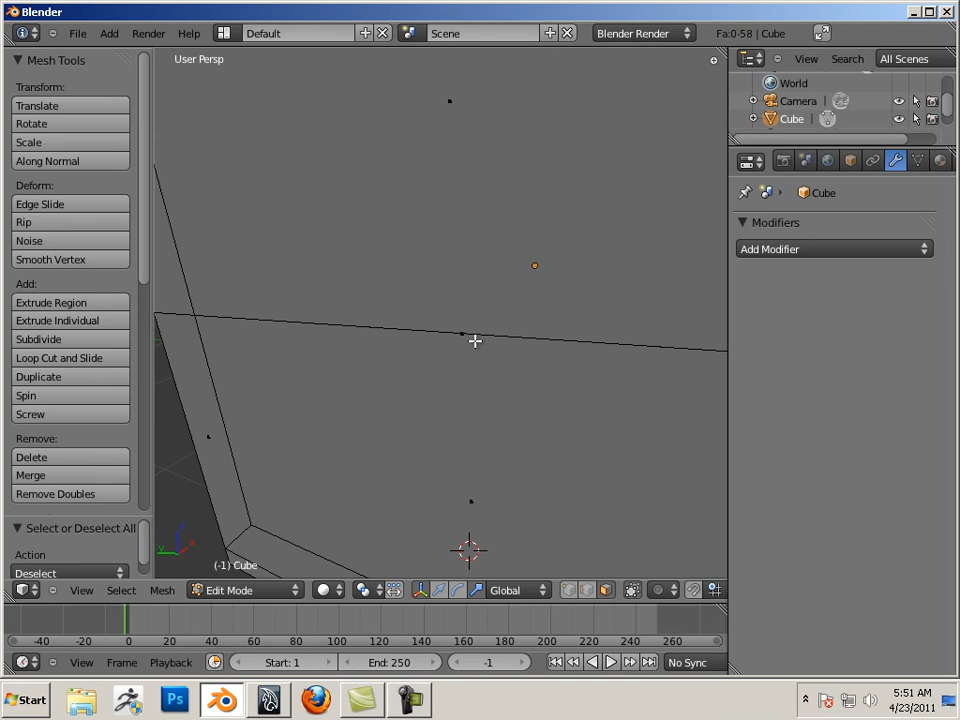 Blender
File Add Render Help Default Scene Blender Render Fa:0-58 | Cube
Mesh Tools
Transform:
Translate
Rotate
Scale
Along Normal
Deform:
Edge Slide
Rip
Noise
Smooth Vertex
Add:
Extrude Region
Extrude Individual
Subdivide
Loop Cut and Slide
Duplicate
Spin
Screw
Remove:
Delete
Merge
Remove Doubles
Select or Deselect All
Action
Deselect
User Persp
(-1) Cube
View Select Mesh Edit Mode Global
View Search All Scenes
World
Camera
Cube
Cube
Modifiers
Add Modifier
-40 -20 0 20 40 60 80 100 120 140 160 180 200 220 240 260
View Frame Playback Start: 1 End: 250 -1 No Sync
Start Ps 5:51 AM
4/23/2011